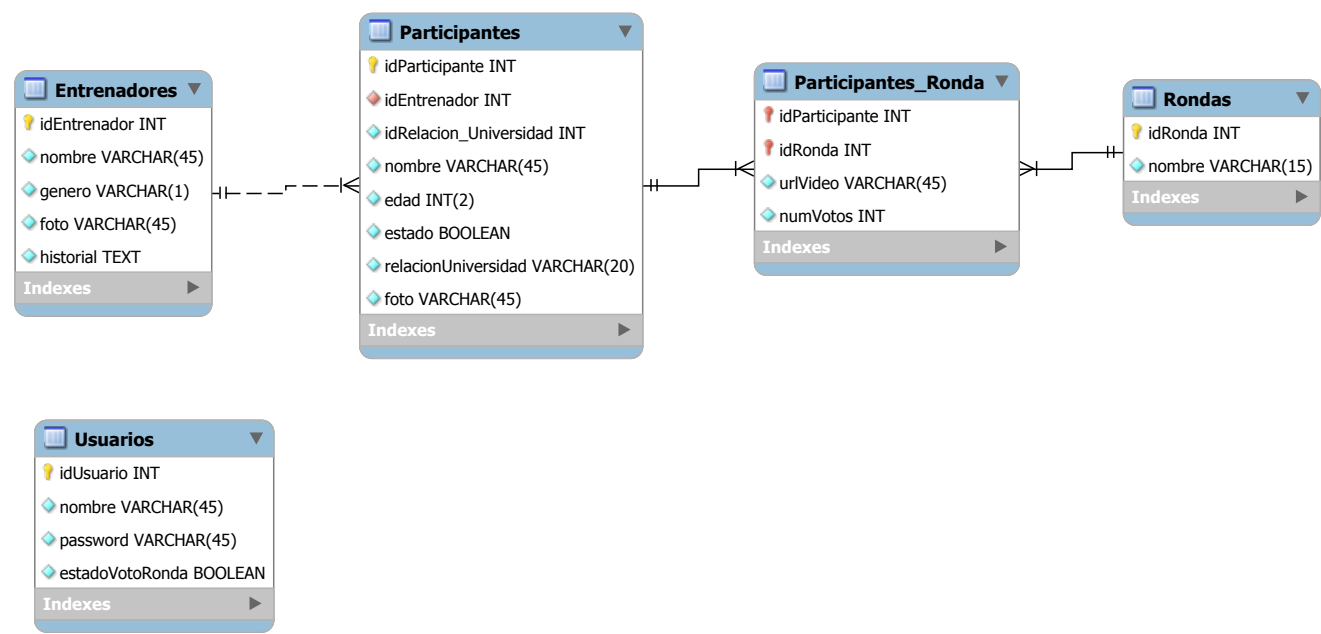 Entrenadores
idEntrenador INT
nombre VARCHAR(45)
genero VARCHAR(1)
foto VARCHAR(45)
historial TEXT
Indexes
Participantes
idParticipante INT
idEntrenador INT
idRelacion_Universidad INT
nombre VARCHAR(45)
edad INT(2)
estado BOOLEAN
relacionUniversidad VARCHAR(20)
foto VARCHAR(45)
Indexes
Participantes_Ronda
idParticipante INT
idRonda INT
urlVideo VARCHAR(45)
numVotos INT
Indexes
Rondas
idRonda INT
nombre VARCHAR(15)
Indexes
Usuarios
idUsuario INT
nombre VARCHAR(45)
password VARCHAR(45)
estadoVotoRonda BOOLEAN
Indexes